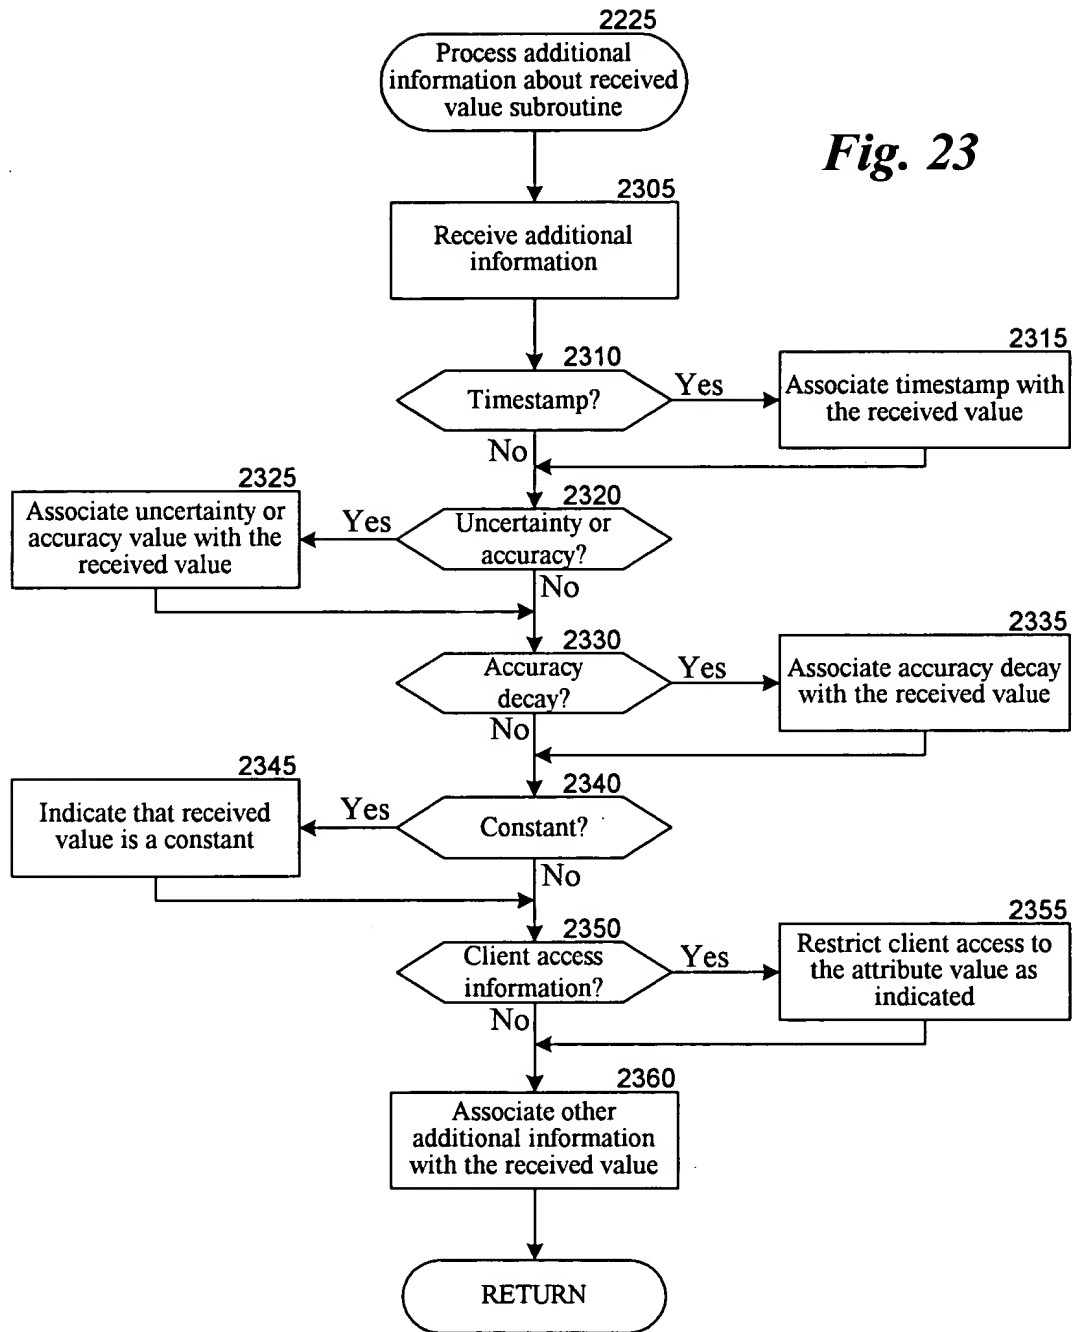 2225
Process additional
information about received
value subroutine
Fig. 23
2305
Receive additional
information
2310
Timestamp?
Yes
No
2315
Associate timestamp with
the received value
2325
Associate uncertainty or
accuracy value with the
received value
Yes
2320
Uncertainty or
accuracy?
No
2330
Accuracy
decay?
Yes
No
2335
Associate accuracy decay
with the received value
2345
Indicate that received
value is a constant
Yes
2340
Constant?
No
2350
Client access
information?
Yes
No
2355
Restrict client access to
the attribute value as
indicated
2360
Associate other
additional information
with the received value
RETURN